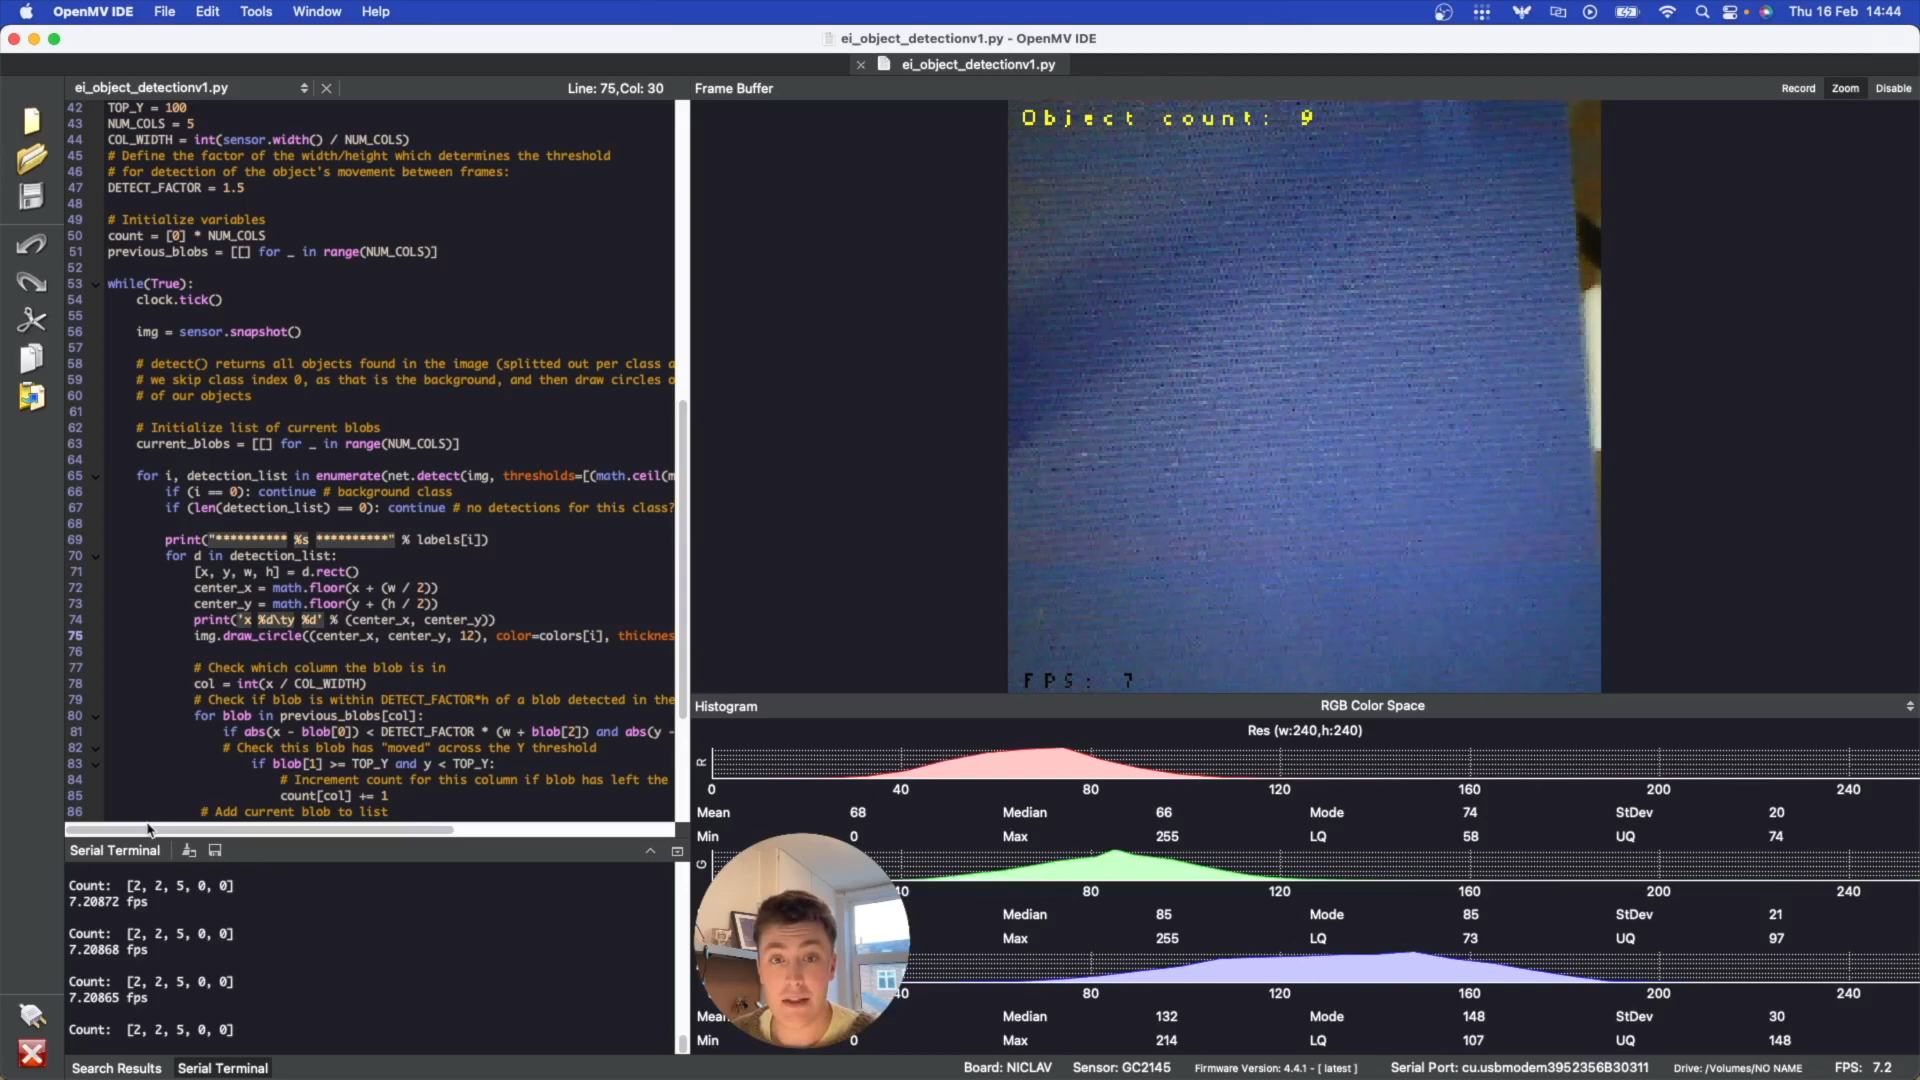 OpenMV IDE File Edit Tools Window Help Thu 16 Feb 14:44
ei_object_detectionv1.py - OpenMV IDE
ei_object_detectionv1.py
ei_object_detectionv1.py Line: 75,Col: 30 Frame Buffer Record Zoom Disable
42 TOP_Y = 100
43 NUM_COLS = 5
44 COL_WIDTH = int(sensor.width() / NUM_COLS)
45 # Define the factor of the width/height which determines the threshold
46 # for detection of the object's movement between frames:
47 DETECT_FACTOR = 1.5
48
49 # Initialize variables
50 count = [0] * NUM_COLS
51 previous_blobs = [[] for _ in range(NUM_COLS)]
52
53 while(True):
54 clock.tick()
55
56 img = sensor.snapshot()
57
58 # detect() returns all objects found in the image (splitted out per class a
59 # we skip class index 0, as that is the background, and then draw circles o
60 # of our objects
61
62 # Initialize list of current blobs
63 current_blobs = [[] for _ in range(NUM_COLS)]
64
65 for i, detection_list in enumerate(net.detect(img, thresholds=[(math.ceil(m
66 if (i == 0): continue # background class
67 if (len(detection_list) == 0): continue # no detections for this class?
68
69 print("********** %s **********" % labels[i])
70 for d in detection_list:
71 [x, y, w, h] = d.rect()
72 center_x = math.floor(x + (w / 2))
73 center_y = math.floor(y + (h / 2))
74 print('x %d\ty %d' % (center_x, center_y))
75 img.draw_circle((center_x, center_y, 12), color=colors[i], thicknes
76
77 # Check which column the blob is in
78 col = int(x / COL_WIDTH)
79 # Check if blob is within DETECT_FACTOR*h of a blob detected in the
80 for blob in previous_blobs[col]:
81 if abs(x - blob[0]) < DETECT_FACTOR * (w + blob[2]) and abs(y -
82 # Check this blob has "moved" across the Y threshold
83 if blob[1] >= TOP_Y and y < TOP_Y:
84 # Increment count for this column if blob has left the
85 count[col] += 1
86 # Add current blob to list
Object count: 9
FPS: 7
Histogram RGB Color Space
Res (w:240,h:240)
R
0 40 80 120 160 200 240
Mean 68 Median 66 Mode 74 StDev 20
Min 0 Max 255 LQ 58 UQ 74
G
40 80 120 160 200 240
Median 85 Mode 85 StDev 21
Max 255 LQ 73 UQ 97
40 80 120 160 200 240
Mean Median 132 Mode 148 StDev 30
Min 0 Max 214 LQ 107 UQ 148
Serial Terminal
Count: [2, 2, 5, 0, 0]
7.20872 fps
Count: [2, 2, 5, 0, 0]
7.20868 fps
Count: [2, 2, 5, 0, 0]
7.20865 fps
Count: [2, 2, 5, 0, 0]
Search Results Serial Terminal Board: NICLAV Sensor: GC2145 Firmware Version: 4.4.1 - [ latest ] Serial Port: cu.usbmodem3952356B30311 Drive: /Volumes/NO NAME FPS: 7.2